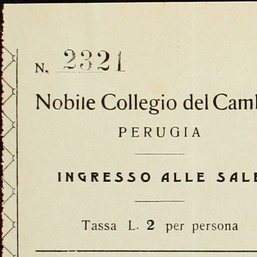 N. 2321
Nobile Collegio del Camb
PERUGIA
INGRESSO ALLE SALE
Tassa L. 2 per persona